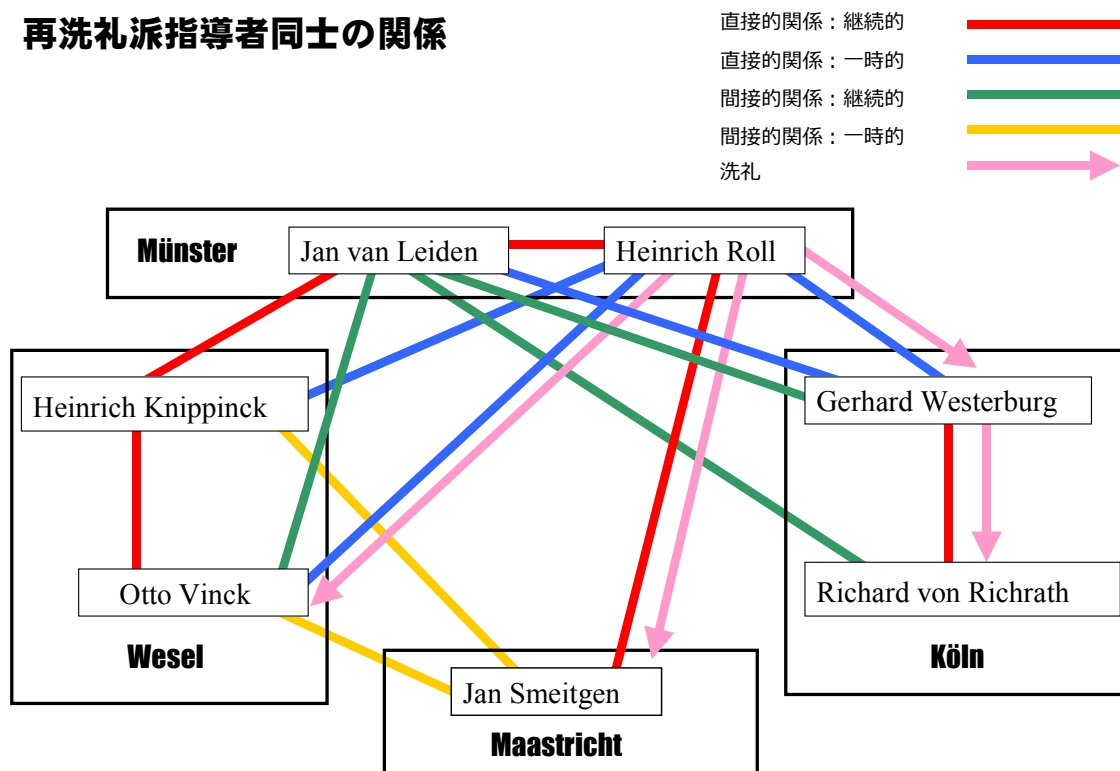 再洗礼派指導者同士の関係
直接的関係：継続的
直接的関係：一時的
間接的関係：継続的
間接的関係：一時的
洗礼
Münster
Jan van Leiden
Heinrich Roll
Heinrich Knippinck
Gerhard Westerburg
Otto Vinck
Richard von Richrath
Wesel
Köln
Jan Smeitgen
Maastricht